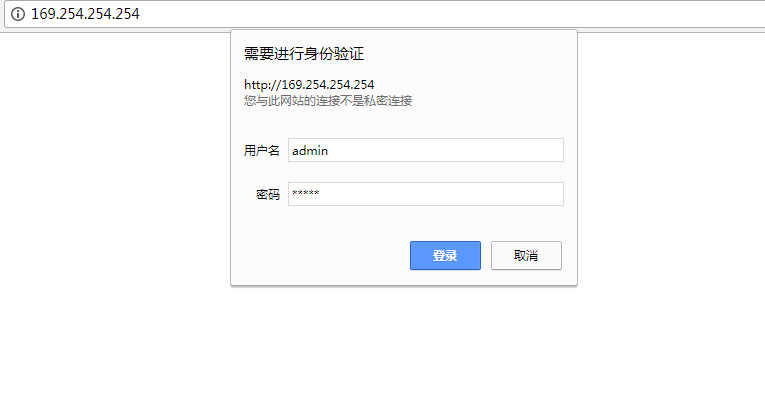 169.254.254.254
需要进行身份验证
http://169.254.254.254
您与此网站的连接不是私密连接
用户名 admin
密码 *****
登录 取消